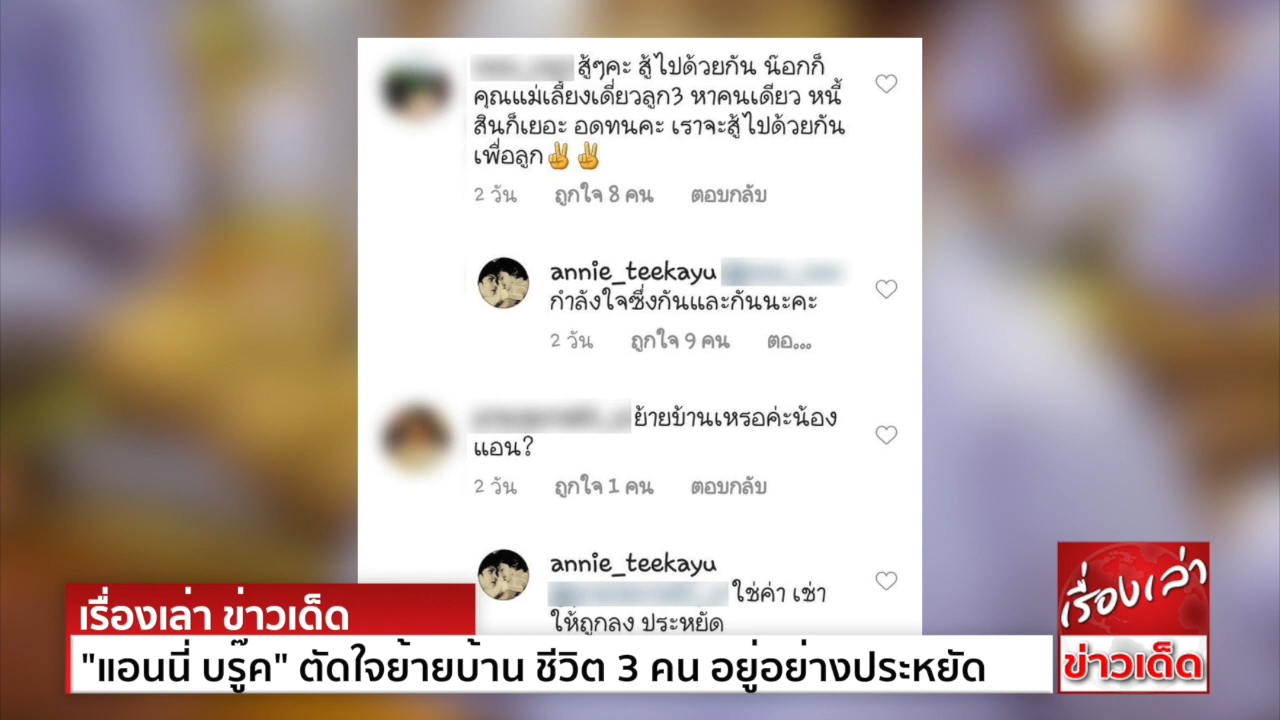 สู้ๆคะ สู้ไปด้วยกัน น๊อกก็
คุณแม่เลี้ยงเดี่ยวลูก3 หาคนเดียว หนี้
สินก็เยอะ อดทนคะ เราจะสู้ไปด้วยกัน
เพื่อลูก✌✌
2 วัน ถูกใจ 8 คน ตอบกลับ
annie_teekayu
กำลังใจซึ่งกันและกันนะคะ
2 วัน ถูกใจ 9 คน ตอ...
ย้ายบ้านเหรอค่ะน้อง
แอน?
2 วัน ถูกใจ 1 คน ตอบกลับ
annie_teekayu
ใช่ค่า เช่า
ให้ถูกลง ประหยัด
เรื่องเล่า ข่าวเด็ด
"แอนนี่ บรู๊ค" ตัดใจย้ายบ้าน ชีวิต 3 คน อยู่อย่างประหยัด
เรื่องเล่า
ข่าวเด็ด